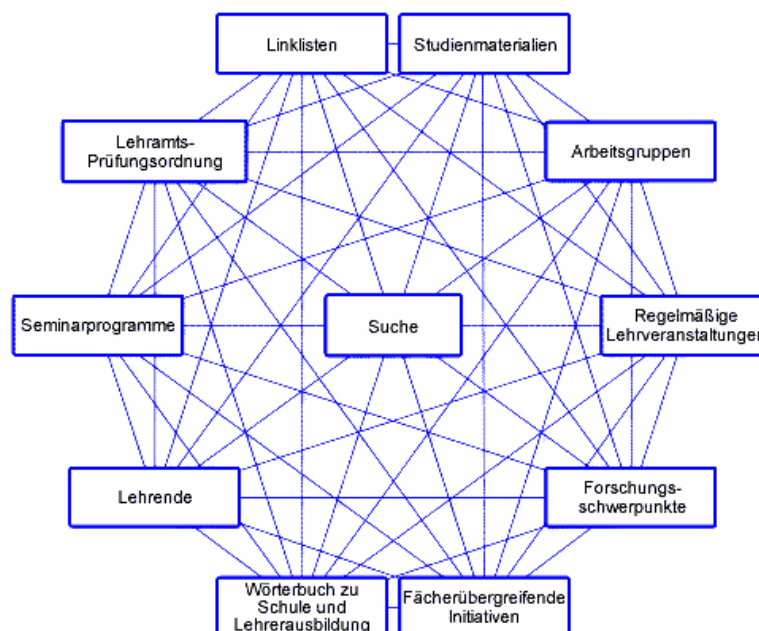 Linklisten
Studienmaterialien
Lehramts-
Prüfungsordnung
Arbeitsgruppen
Seminarprogramme
Suche
Regelmäßige
Lehrveranstaltungen
Lehrende
Forschungs-
schwerpunkte
Wörterbuch zu
Schule und
Lehrerausbildung
Fächerübergreifende
Initiativen